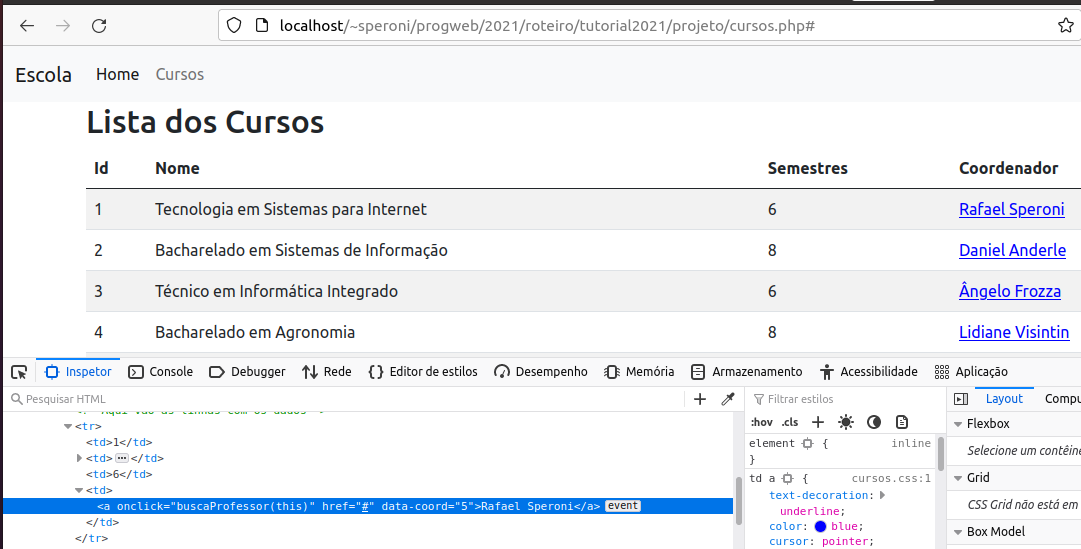 localhost/~speroni/progweb/2021/roteiro/tutorial2021/projeto/cursos.php#
Escola Home Cursos
Lista dos Cursos
Id Nome Semestres Coordenador
1 Tecnologia em Sistemas para Internet 6 Rafael Speroni
2 Bacharelado em Sistemas de Informação 8 Daniel Anderle
3 Técnico em Informática Integrado 6 Ângelo Frozza
4 Bacharelado em Agronomia 8 Lidiane Visintin
Inspetor Console Debugger Rede Editor de estilos Desempenho Memória Armazenamento Acessibilidade Aplicação
Pesquisar HTML
<tr>
<td>1</td>
<td>…</td>
<td>6</td>
<td>
<a onclick="buscaProfessor(this)" href="#" data-coord="5">Rafael Speroni</a> event
</td>
</tr>
Filtrar estilos
:hov .cls
element { inline
}
td a { cursos.css:1
text-decoration:
underline;
color: blue;
cursor: pointer;
Layout Compu
Flexbox
Selecione um contêine
Grid
CSS Grid não está em
Box Model